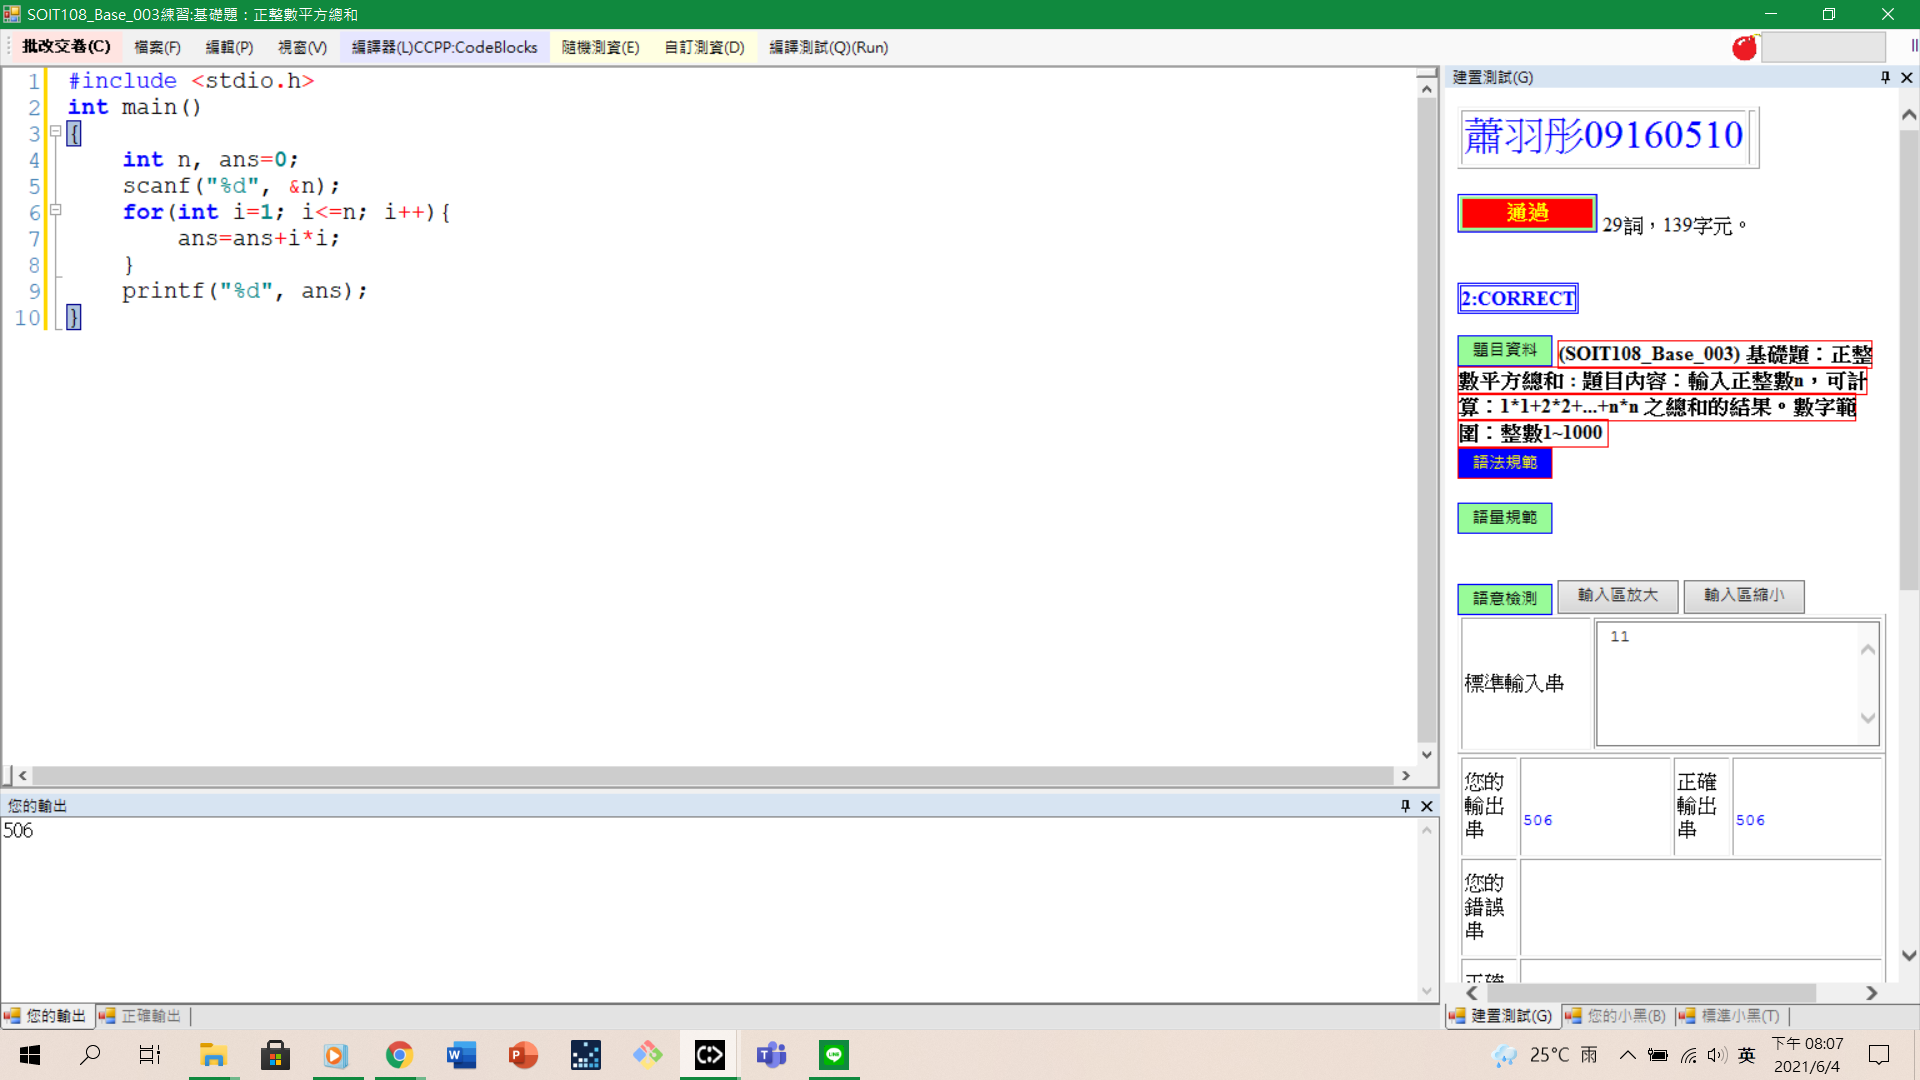 SOIT108_Base_003練習:基礎題：正整數平方總和
批改交卷(C) 檔案(F) 編輯(P) 視窗(V) 編譯器(L)CCPP:CodeBlocks 隨機測資(E) 自訂測資(D) 編譯測試(Q)(Run)
1 #include <stdio.h>
2 int main()
3 {
4 int n, ans=0;
5 scanf("%d", &n);
6 for(int i=1; i<=n; i++){
7 ans=ans+i*i;
8 }
9 printf("%d", ans);
10 }
您的輸出
506
您的輸出 正確輸出
建置測試(G)
蕭羽彤09160510
通過 29詞，139字元。
2:CORRECT
題目資料 (SOIT108_Base_003) 基礎題：正整
數平方總和：題目內容：輸入正整數n，可計
算：1*1+2*2+...+n*n 之總和的結果。數字範
圍：整數1~1000
語法規範
語量規範
語意檢測 輸入區放大 輸入區縮小
標準輸入串 11
您的輸出串 506 正確輸出串 506
您的錯誤串
正確
建置測試(G) 您的小黑(B) 標準小黑(T)
25°C 雨 英 下午 08:07
2021/6/4